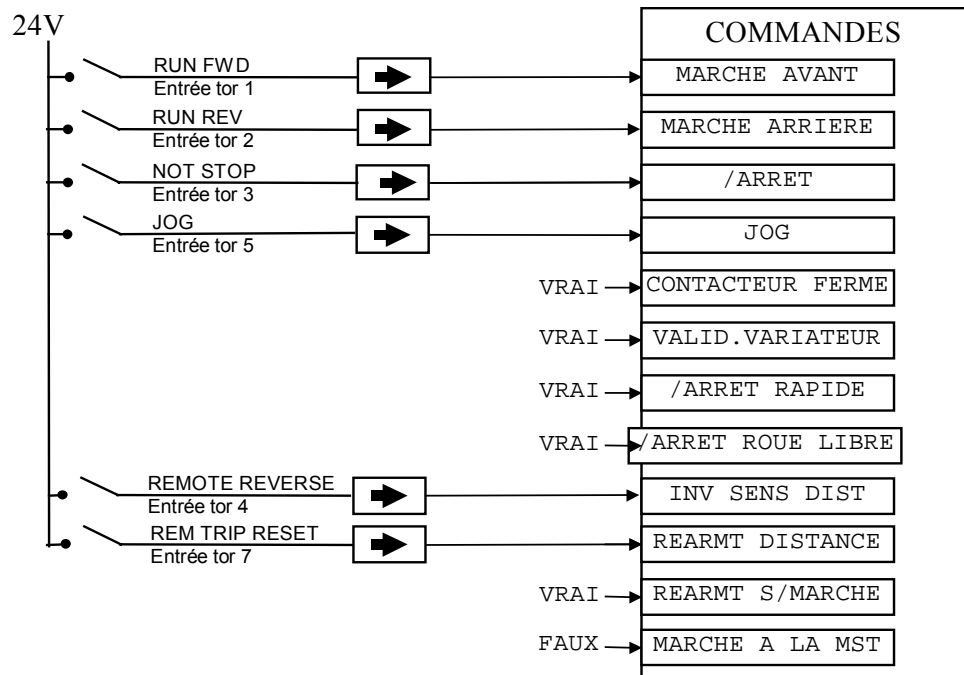 24V
COMMANDES
RUN FWD
Entrée tor 1
MARCHE AVANT
RUN REV
Entrée tor 2
MARCHE ARRIERE
NOT STOP
Entrée tor 3
/ARRET
JOG
Entrée tor 5
JOG
VRAI
CONTACTEUR FERME
VRAI
VALID.VARIATEUR
VRAI
/ARRET RAPIDE
VRAI
/ARRET ROUE LIBRE
REMOTE REVERSE
Entrée tor 4
INV SENS DIST
REM TRIP RESET
Entrée tor 7
REARMT DISTANCE
VRAI
REARMT S/MARCHE
FAUX
MARCHE A LA MST